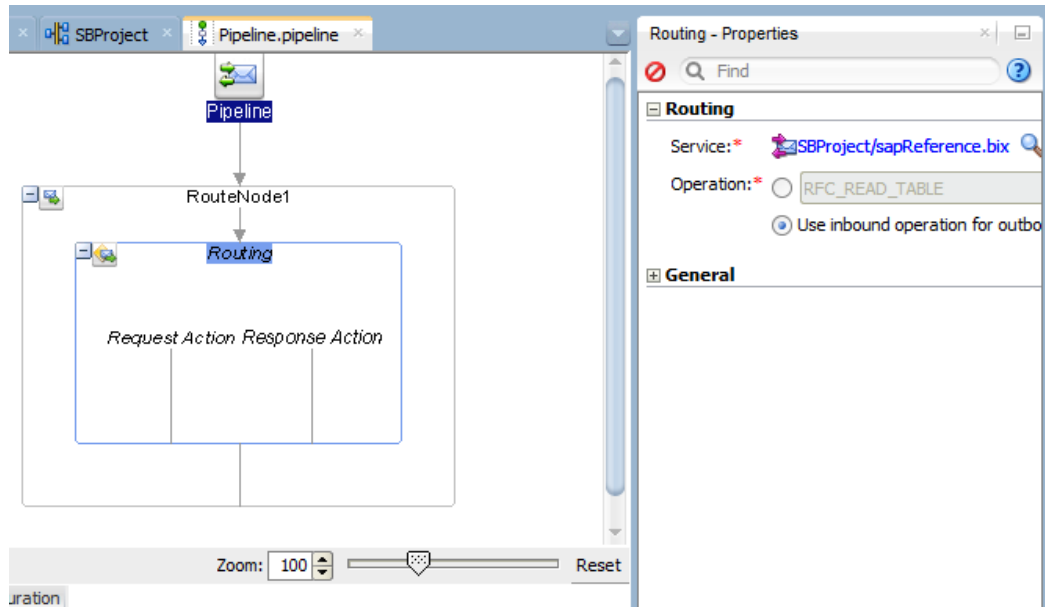 SBProject
Pipeline.pipeline
Pipeline
RouteNode1
Routing
Request Action Response Action
Zoom: 100
Reset
uration
Routing - Properties
Find
Routing
Service:* SBProject/sapReference.bix
Operation:* RFC_READ_TABLE
Use inbound operation for outbo
General